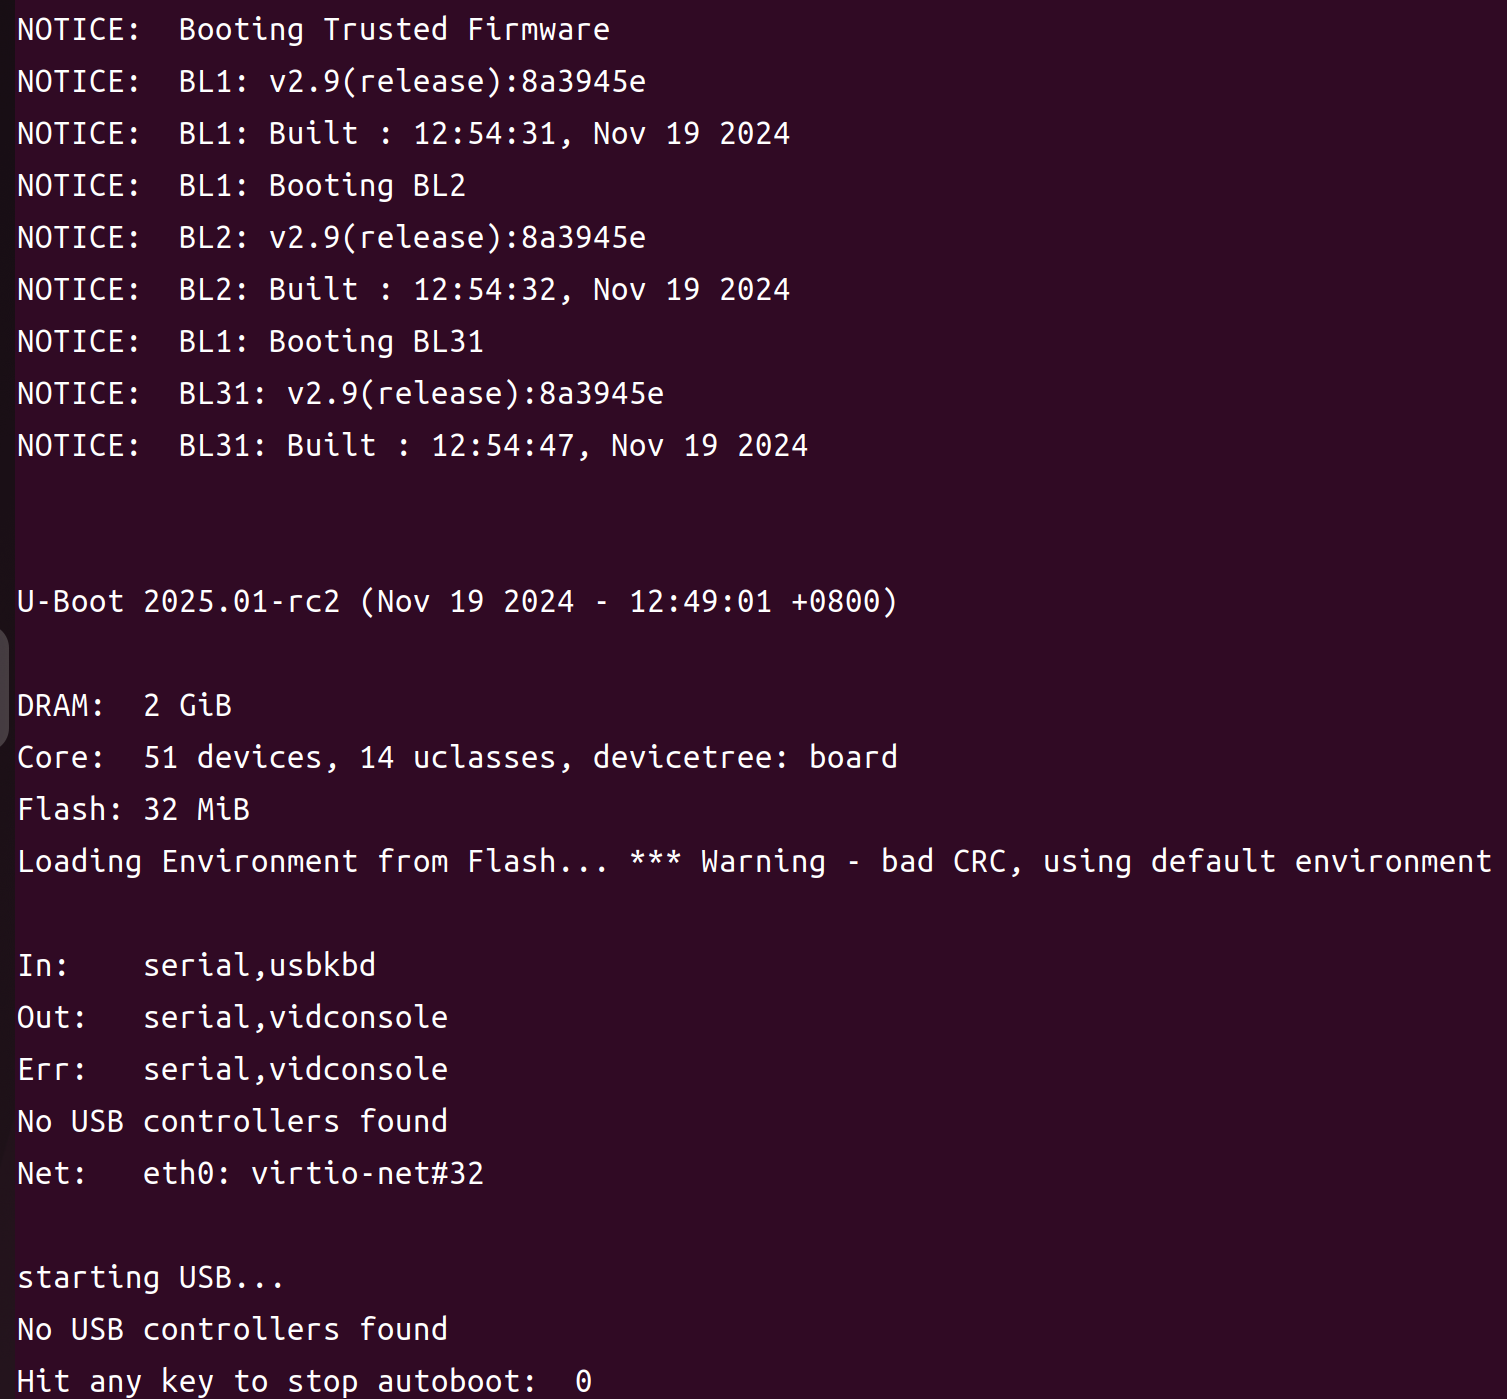 NOTICE:  Booting Trusted Firmware
NOTICE:  BL1: v2.9(release):8a3945e
NOTICE:  BL1: Built : 12:54:31, Nov 19 2024
NOTICE:  BL1: Booting BL2
NOTICE:  BL2: v2.9(release):8a3945e
NOTICE:  BL2: Built : 12:54:32, Nov 19 2024
NOTICE:  BL1: Booting BL31
NOTICE:  BL31: v2.9(release):8a3945e
NOTICE:  BL31: Built : 12:54:47, Nov 19 2024
U-Boot 2025.01-rc2 (Nov 19 2024 - 12:49:01 +0800)
DRAM:  2 GiB
Core:  51 devices, 14 uclasses, devicetree: board
Flash: 32 MiB
Loading Environment from Flash... *** Warning - bad CRC, using default environment
In:    serial,usbkbd
Out:   serial,vidconsole
Err:   serial,vidconsole
No USB controllers found
Net:   eth0: virtio-net#32
starting USB...
No USB controllers found
Hit any key to stop autoboot:  0